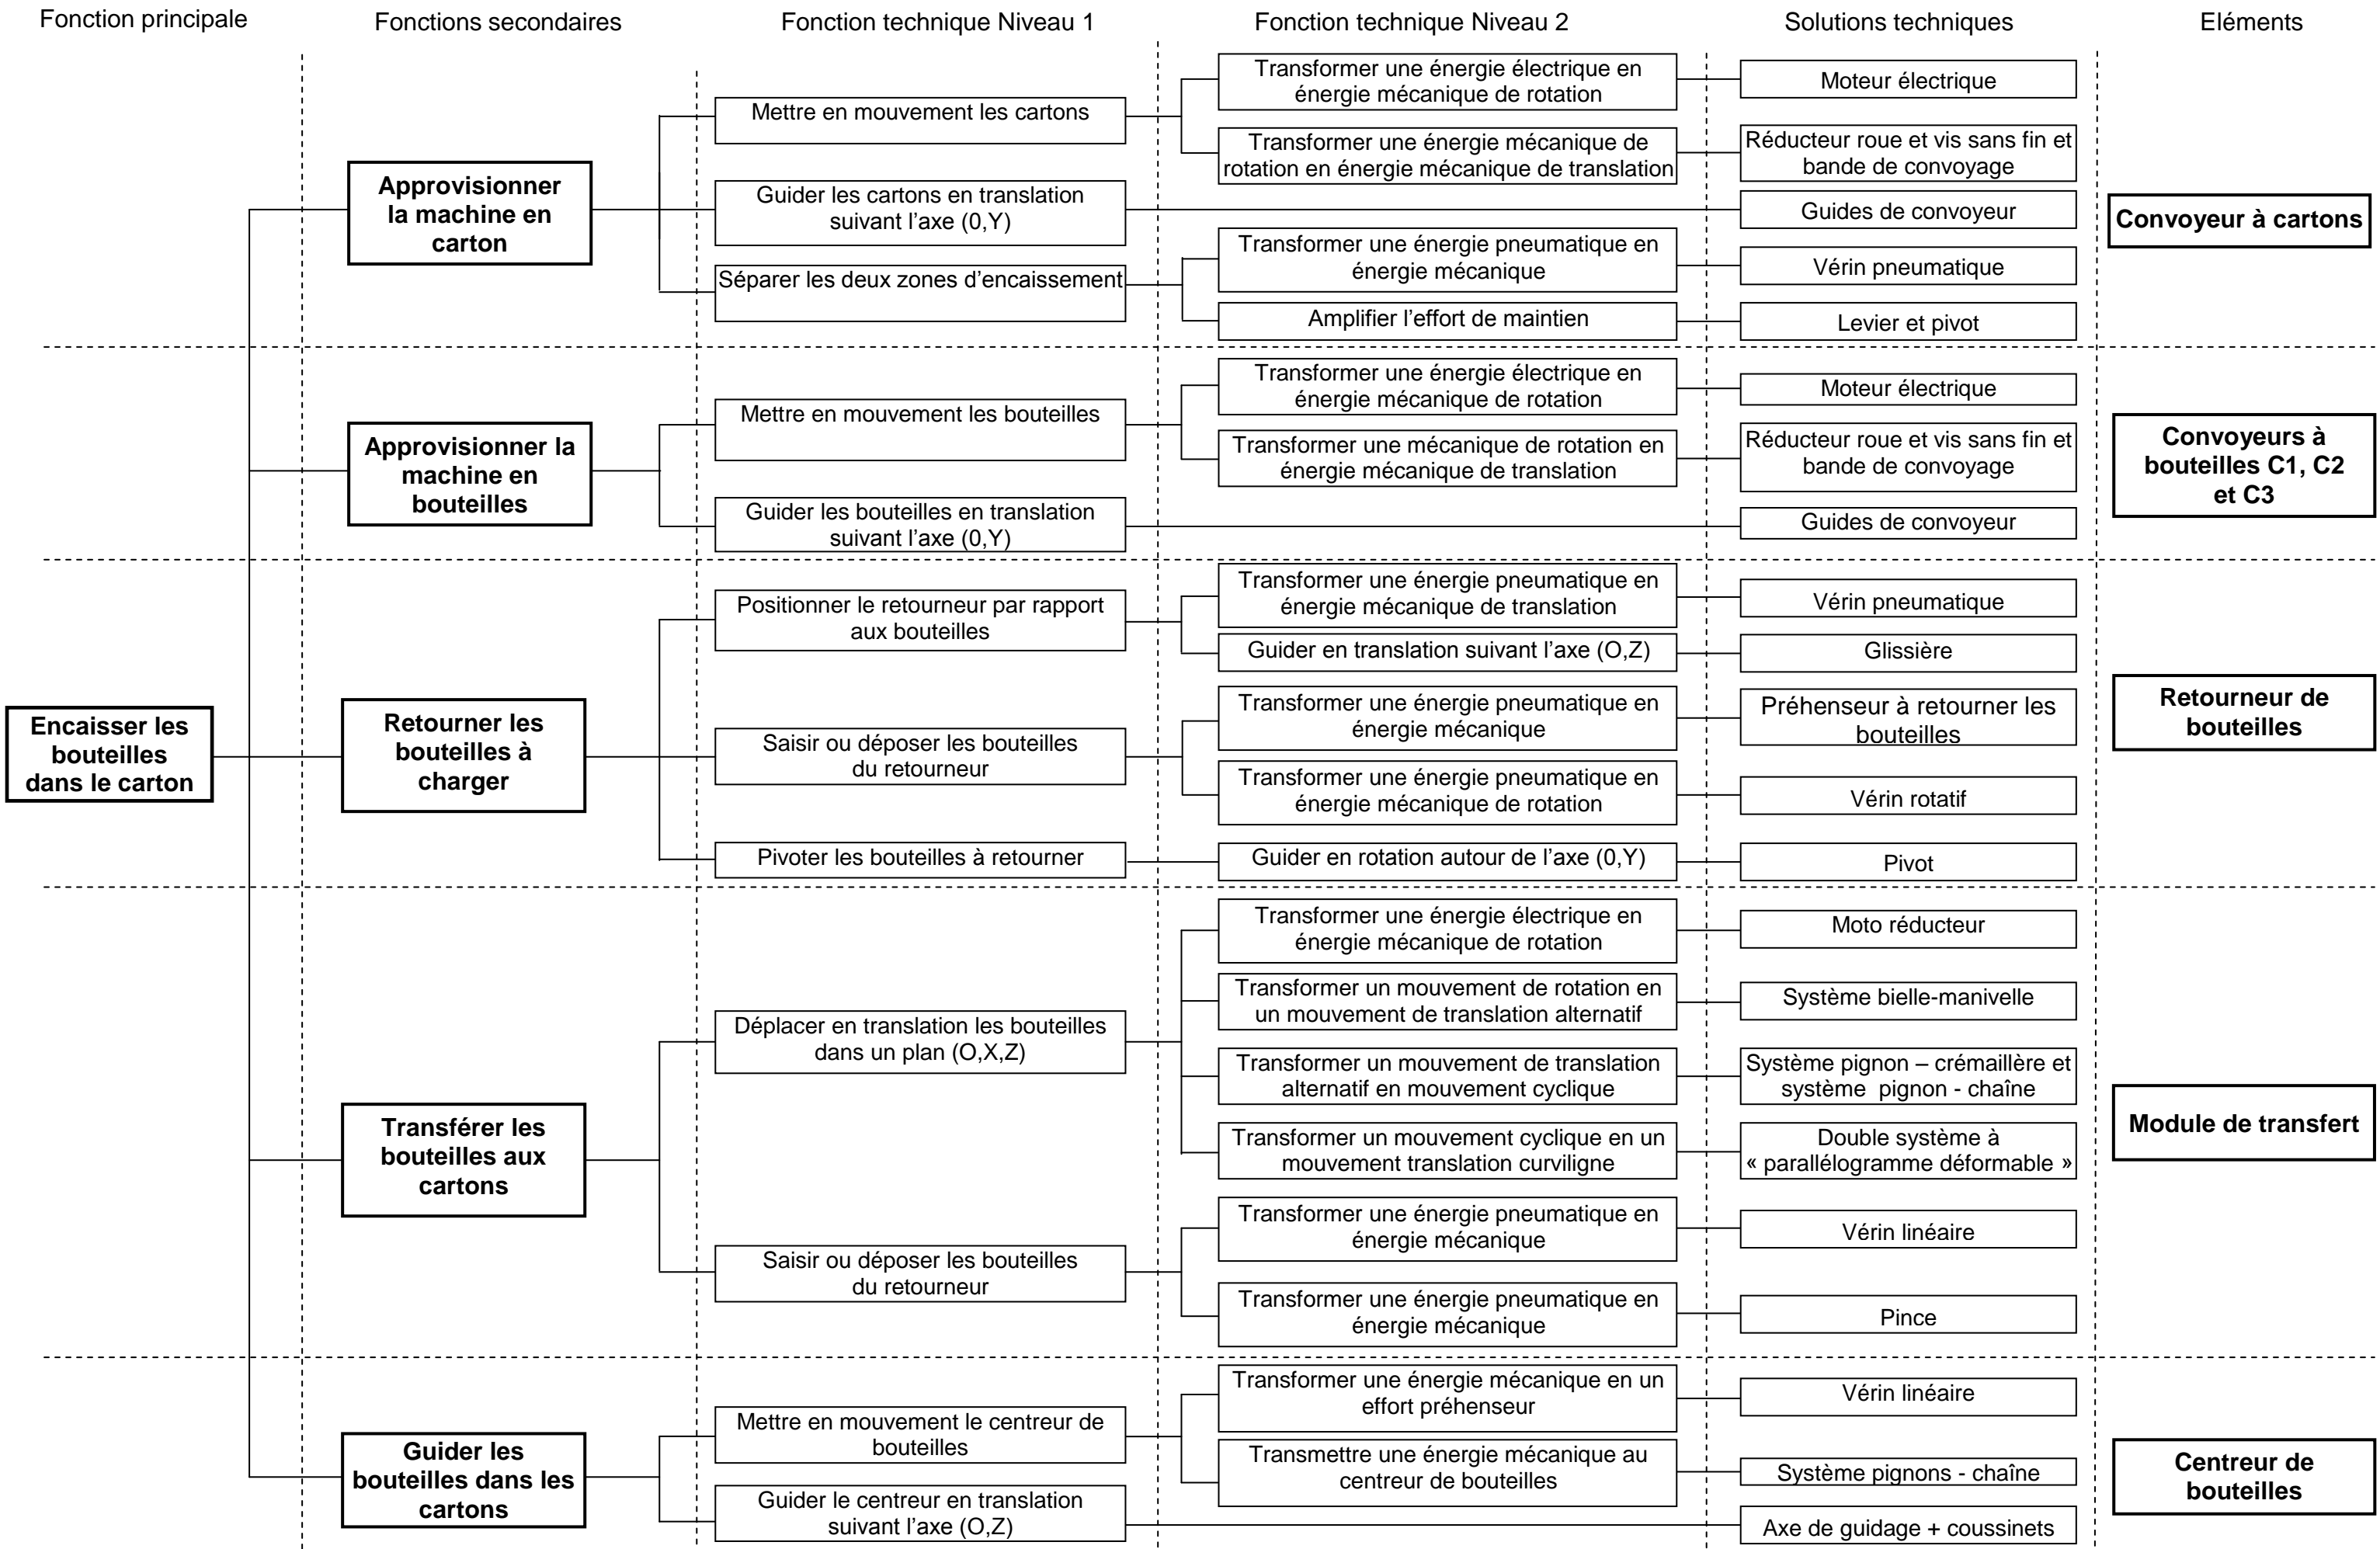 Fonction principale
Fonctions secondaires
Fonction technique Niveau 1
Fonction technique Niveau 2
Solutions techniques
Eléments
Encaisser les
bouteilles
dans le carton
Approvisionner
la machine en
carton
Mettre en mouvement les cartons
Transformer une énergie électrique en
énergie mécanique de rotation
Moteur électrique
Transformer une énergie mécanique de
rotation en énergie mécanique de translation
Réducteur roue et vis sans fin et
bande de convoyage
Guider les cartons en translation
suivant l’axe (0,Y)
Guides de convoyeur
Séparer les deux zones d’encaissement
Transformer une énergie pneumatique en
énergie mécanique
Vérin pneumatique
Amplifier l’effort de maintien
Levier et pivot
Convoyeur à cartons
Approvisionner la
machine en
bouteilles
Mettre en mouvement les bouteilles
Transformer une énergie électrique en
énergie mécanique de rotation
Moteur électrique
Transformer une mécanique de rotation en
énergie mécanique de translation
Réducteur roue et vis sans fin et
bande de convoyage
Guider les bouteilles en translation
suivant l’axe (0,Y)
Guides de convoyeur
Convoyeurs à
bouteilles C1, C2
et C3
Retourner les
bouteilles à
charger
Positionner le retourneur par rapport
aux bouteilles
Transformer une énergie pneumatique en
énergie mécanique de translation
Vérin pneumatique
Guider en translation suivant l’axe (O,Z)
Glissière
Saisir ou déposer les bouteilles
du retourneur
Transformer une énergie pneumatique en
énergie mécanique
Préhenseur à retourner les
bouteilles
Transformer une énergie pneumatique en
énergie mécanique de rotation
Vérin rotatif
Pivoter les bouteilles à retourner
Guider en rotation autour de l’axe (0,Y)
Pivot
Retourneur de
bouteilles
Transférer les
bouteilles aux
cartons
Déplacer en translation les bouteilles
dans un plan (O,X,Z)
Transformer une énergie électrique en
énergie mécanique de rotation
Moto réducteur
Transformer un mouvement de rotation en
un mouvement de translation alternatif
Système bielle-manivelle
Transformer un mouvement de translation
alternatif en mouvement cyclique
Système pignon – crémaillère et
système pignon - chaîne
Transformer un mouvement cyclique en un
mouvement translation curviligne
Double système à
« parallélogramme déformable »
Saisir ou déposer les bouteilles
du retourneur
Transformer une énergie pneumatique en
énergie mécanique
Vérin linéaire
Transformer une énergie pneumatique en
énergie mécanique
Pince
Module de transfert
Guider les
bouteilles dans les
cartons
Mettre en mouvement le centreur de
bouteilles
Transformer une énergie mécanique en un
effort préhenseur
Vérin linéaire
Transmettre une énergie mécanique au
centreur de bouteilles
Système pignons - chaîne
Guider le centreur en translation
suivant l’axe (O,Z)
Axe de guidage + coussinets
Centreur de
bouteilles